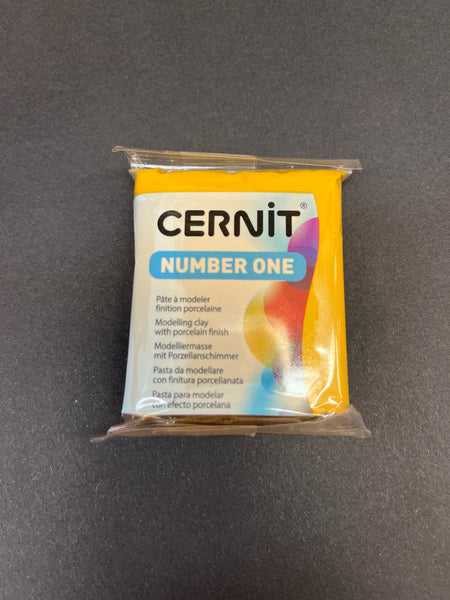 CERNiT®
NUMBER ONE
Pâte à modeler
finition porcelaine
Modelling clay
with porcelain finish
Modelliermasse
mit Porzellanschimmer
Pasta da modellare
con finitura porcellanata
Pasta para modelar
con efecto porcelana